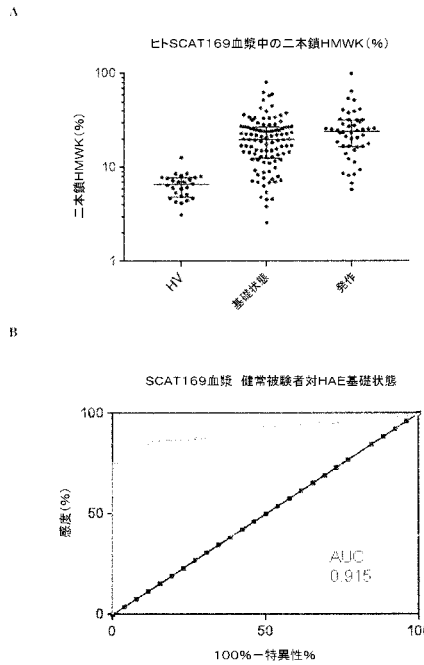 A
ヒトSCAT169血漿中の二本鎖HMWK(%)
二本鎖HMWK(%)
100
10
1
HV
基礎状態
発作
B
SCAT169血漿 健常被験者対HAE基礎状態
感度(%)
100
50
0
0
50
100
AUC
0.915
100%-特異性%